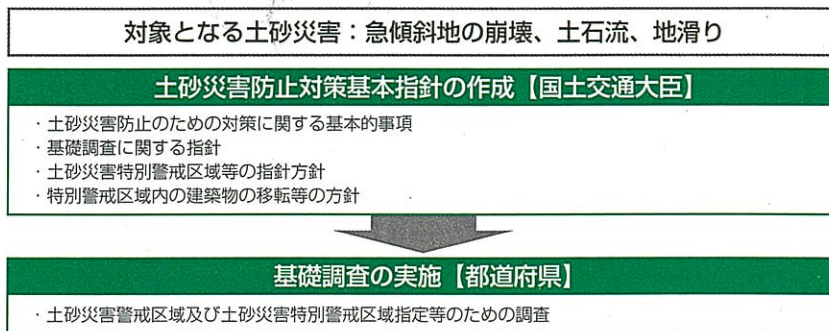 対象となる土砂災害：急傾斜地の崩壊、土石流、地滑り
土砂災害防止対策基本指針の作成【国土交通大臣】
・土砂災害防止のための対策に関する基本的事項
・基礎調査に関する指針
・土砂災害特別警戒区域等の指針方針
・特別警戒区域内の建築物の移転等の方針
基礎調査の実施【都道府県】
・土砂災害警戒区域及び土砂災害特別警戒区域指定等のための調査